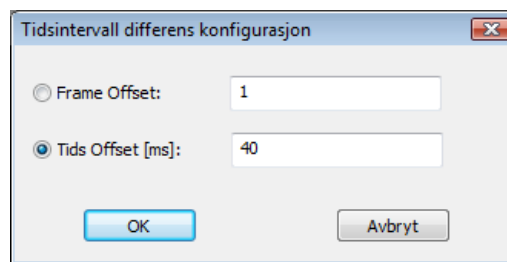 Tidsintervall differens konfigurasjon
Frame Offset: 1
Tids Offset [ms]: 40
OK Avbryt